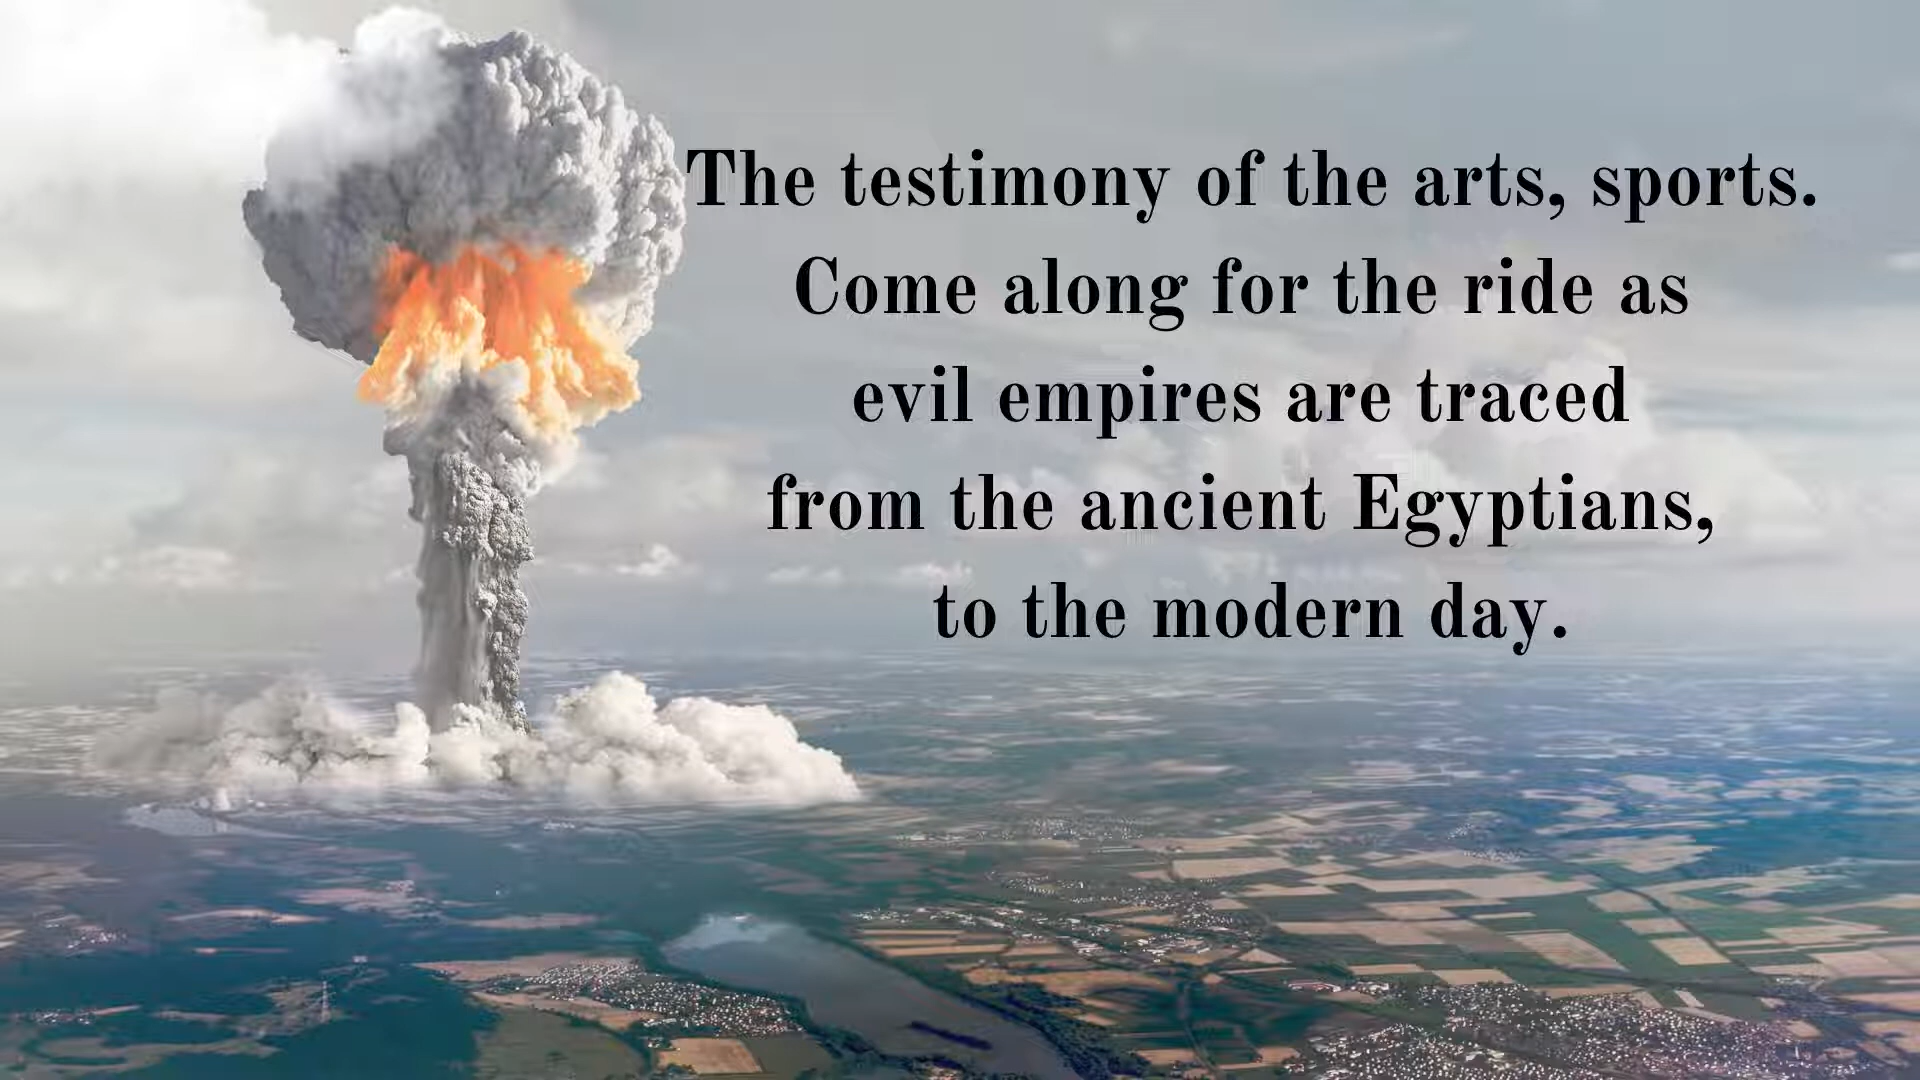 The testimony of the arts, sports.
Come along for the ride as
evil empires are traced
from the ancient Egyptians,
to the modern day.